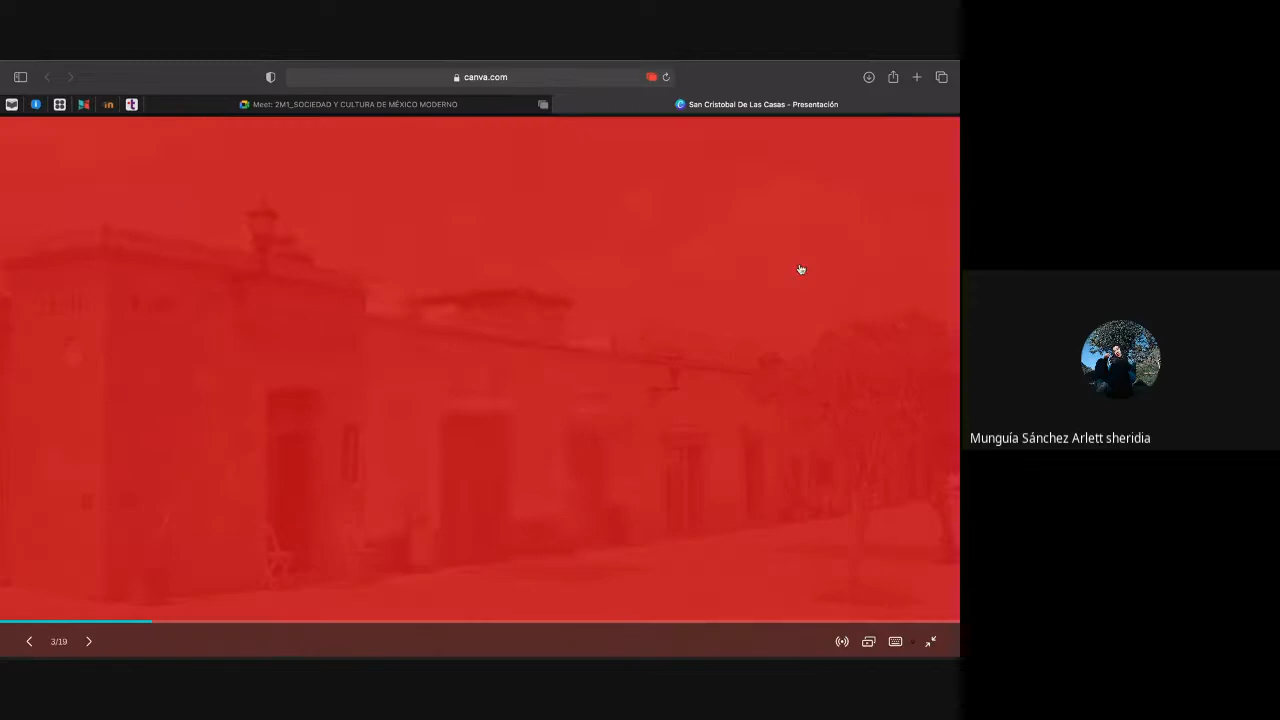 canva.com
Meet: 2M1_SOCIEDAD Y CULTURA DE MÉXICO MODERNO
San Cristobal De Las Casas - Presentación
Munguía Sánchez Arlett sheridia
3/19